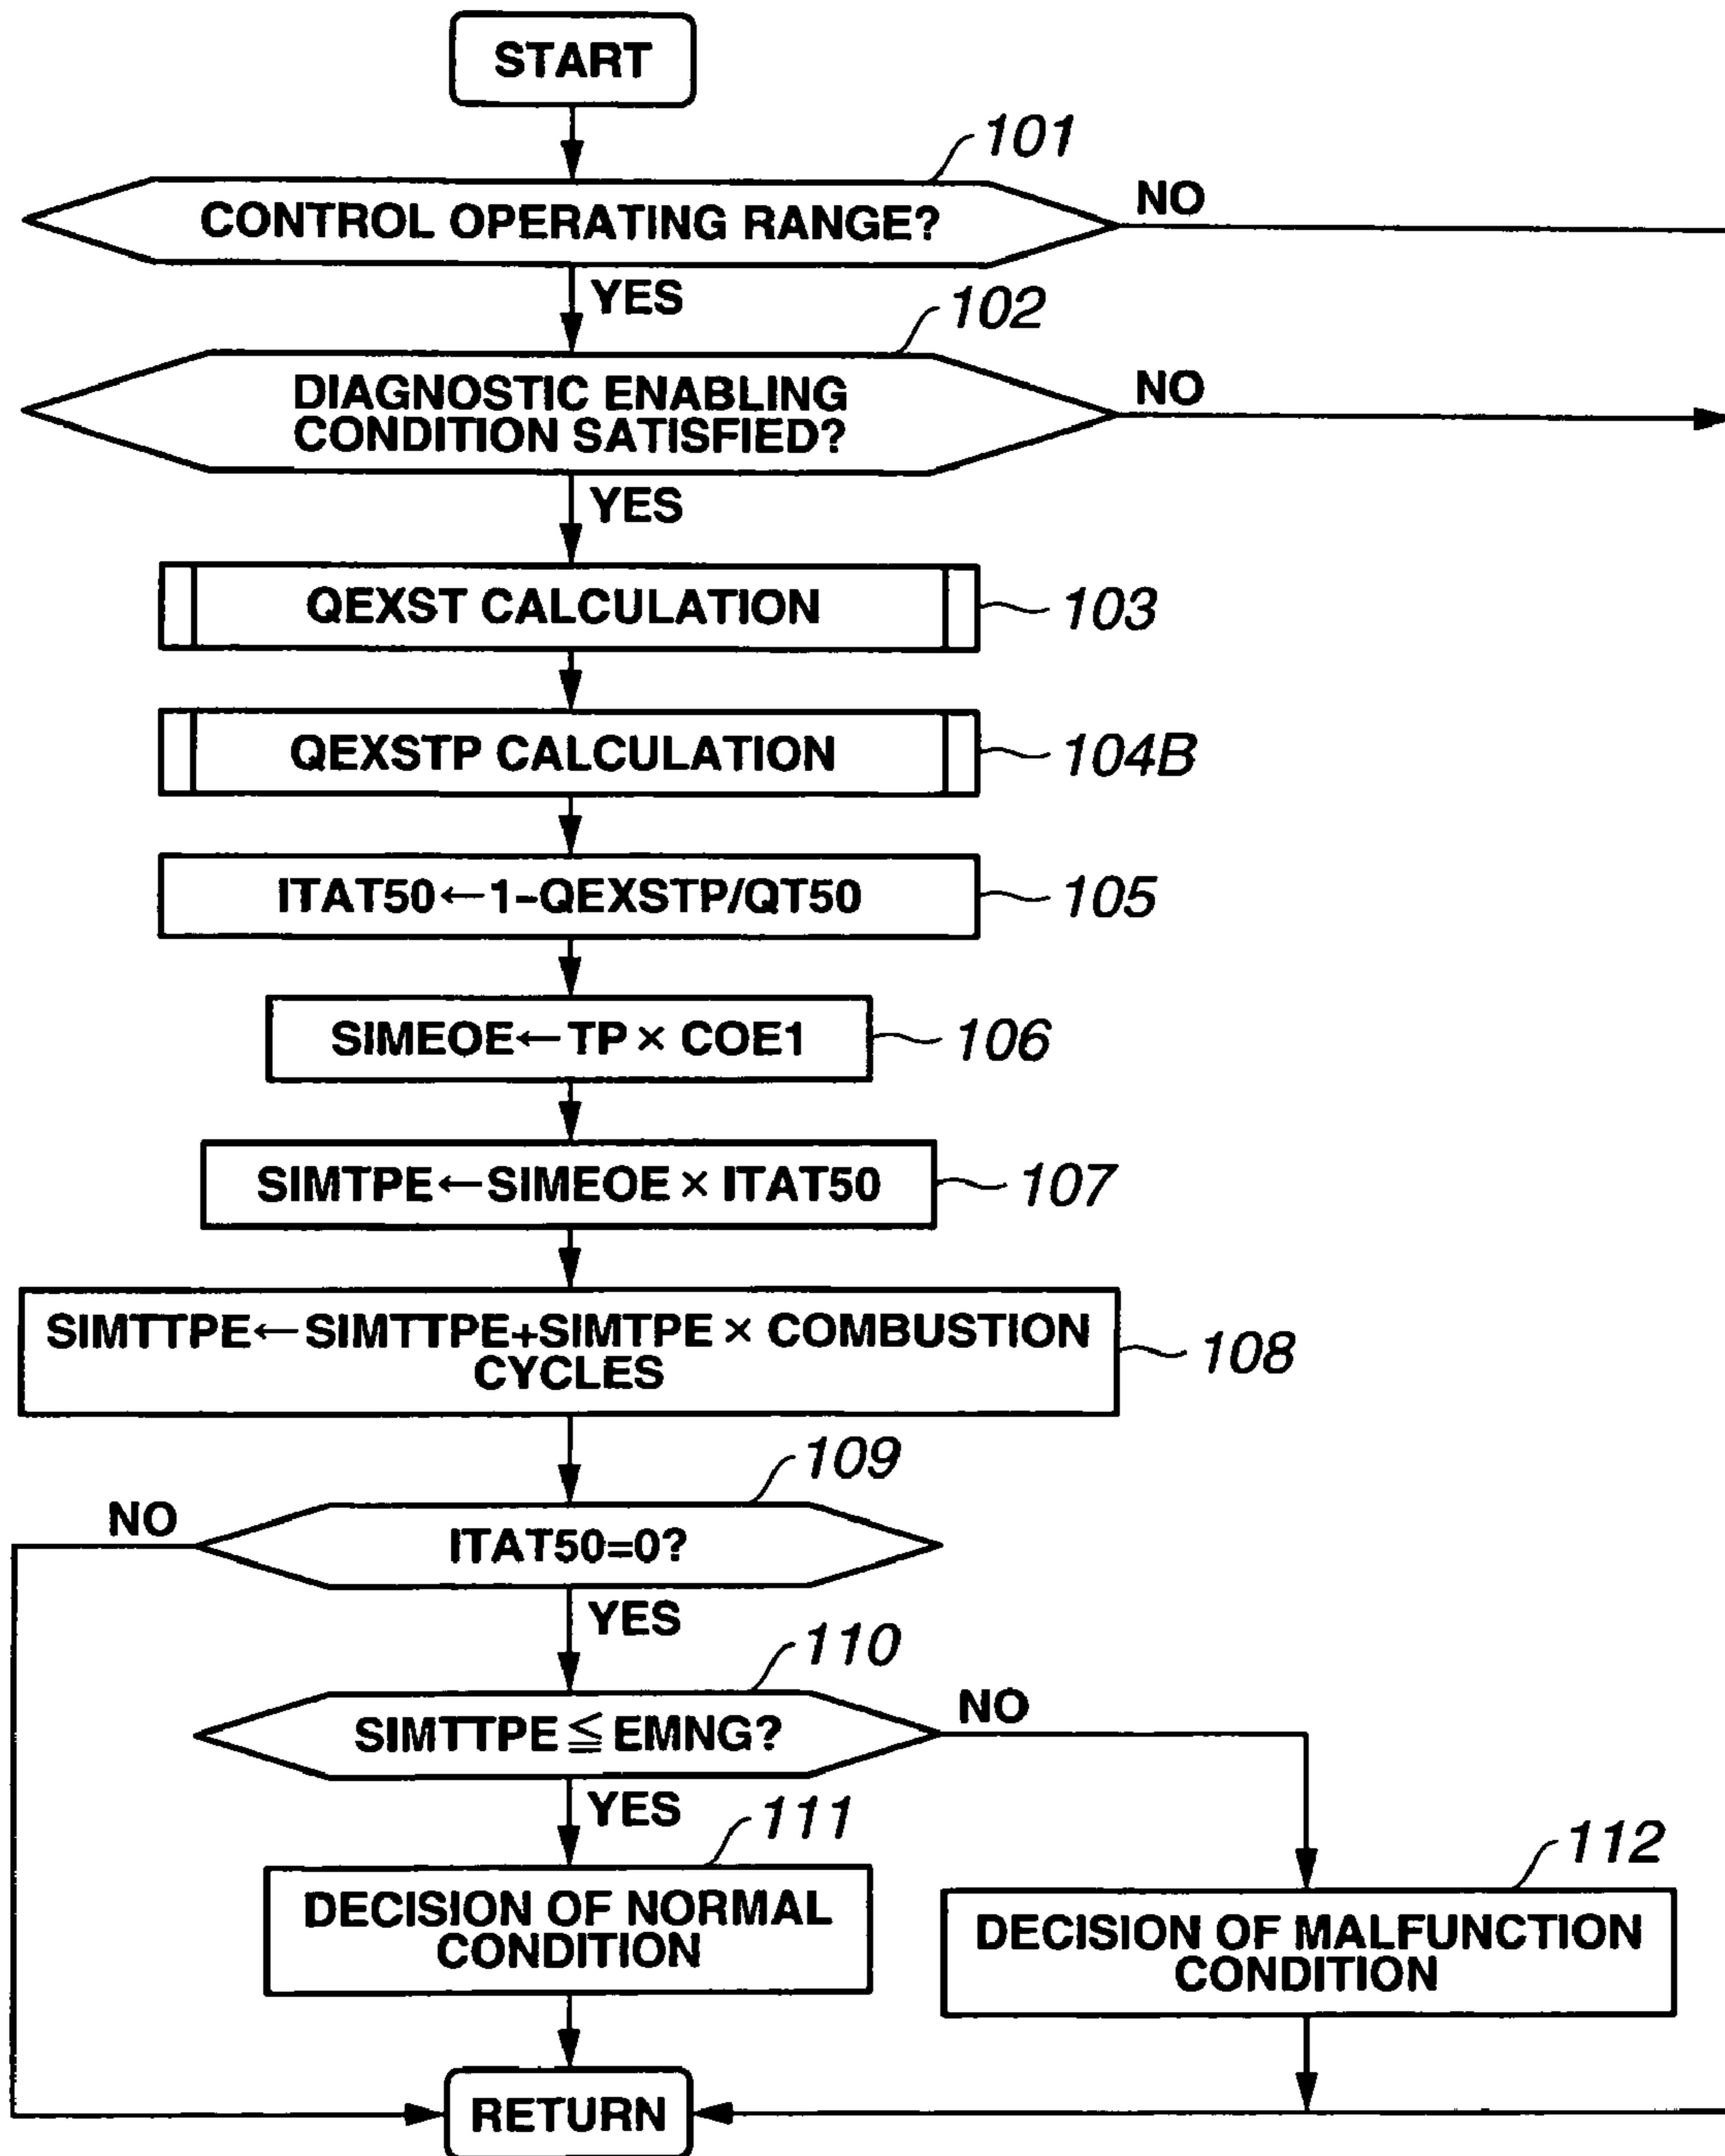 START
101
CONTROL OPERATING RANGE?
NO
YES
102
DIAGNOSTIC ENABLING
CONDITION SATISFIED?
NO
YES
QEXST CALCULATION
103
QEXSTP CALCULATION
104B
ITAT50←1-QEXSTP/QT50
105
SIMEOE←TP×COE1
106
SIMTPE←SIMEOE×ITAT50
107
SIMTTPE←SIMTTPE+SIMTPE×COMBUSTION
CYCLES
108
109
NO
ITAT50=0?
YES
110
SIMTTPE≦EMNG?
NO
YES
111
DECISION OF NORMAL
CONDITION
112
DECISION OF MALFUNCTION
CONDITION
RETURN